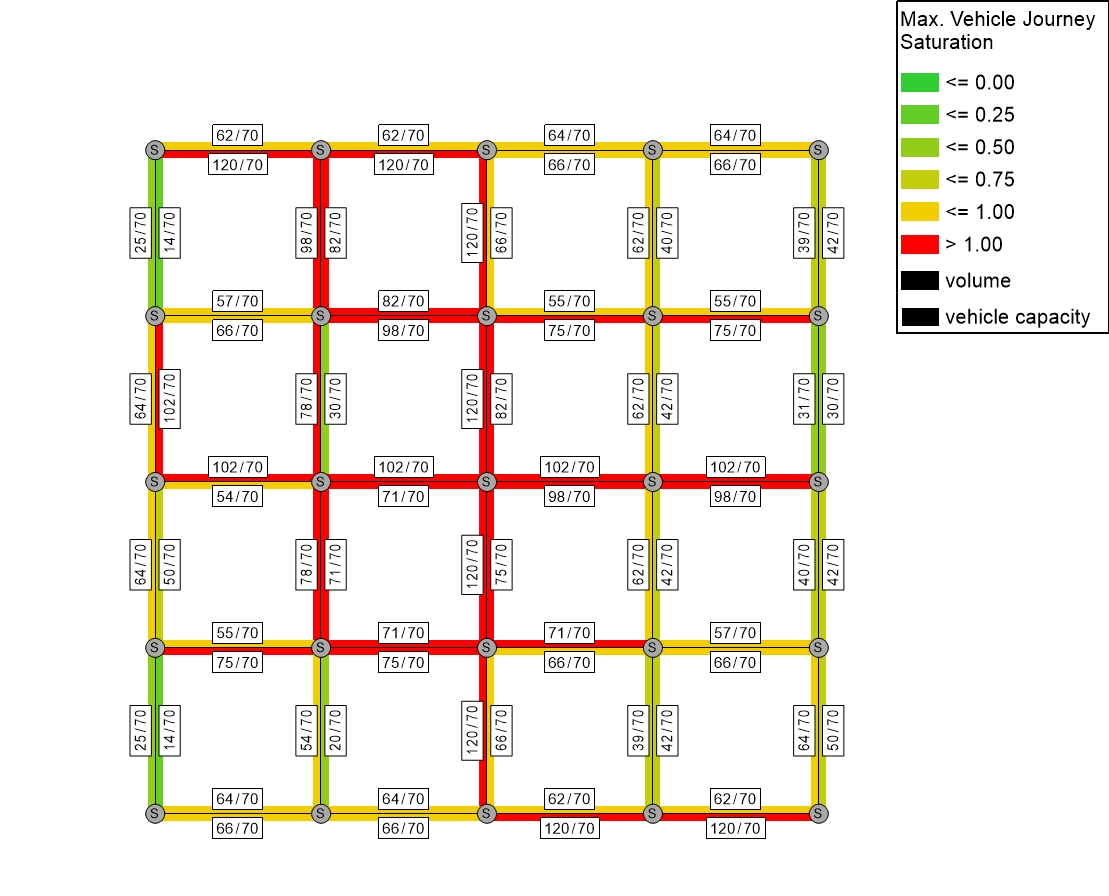 Max. Vehicle Journey
Saturation
<= 0.00
<= 0.25
<= 0.50
<= 0.75
<= 1.00
> 1.00
volume
vehicle capacity
62/70 62/70 64/70 64/70
S S S S S
120/70 120/70 66/70 66/70
25/70 14/70 98/70 82/70 120/70 66/70 62/70 40/70 39/70 42/70
57/70 82/70 55/70 55/70
S S S S S
66/70 98/70 75/70 75/70
64/70 102/70 78/70 30/70 120/70 82/70 62/70 42/70 31/70 30/70
102/70 102/70 102/70 102/70
S S S S S
54/70 71/70 98/70 98/70
64/70 50/70 78/70 71/70 120/70 75/70 62/70 42/70 40/70 42/70
55/70 71/70 71/70 57/70
S S S S S
75/70 75/70 66/70 66/70
25/70 14/70 54/70 20/70 120/70 66/70 39/70 42/70 64/70 50/70
64/70 64/70 62/70 62/70
S S S S S
66/70 66/70 120/70 120/70